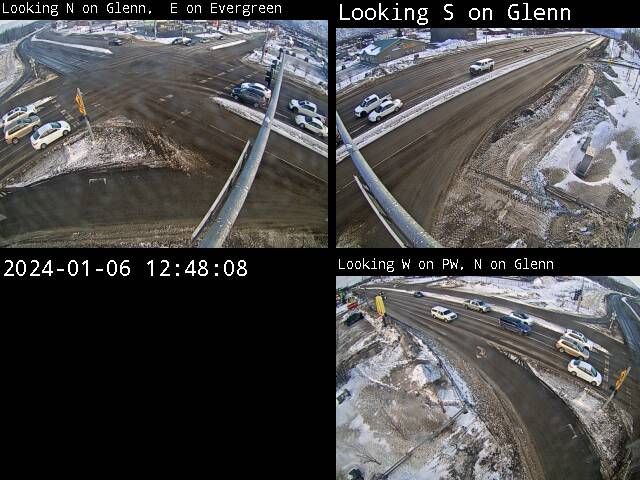 Looking N on Glenn,  E on Evergreen
Looking S on Glenn
2024-01-06 12:48:08
Looking W on PW, N on Glenn